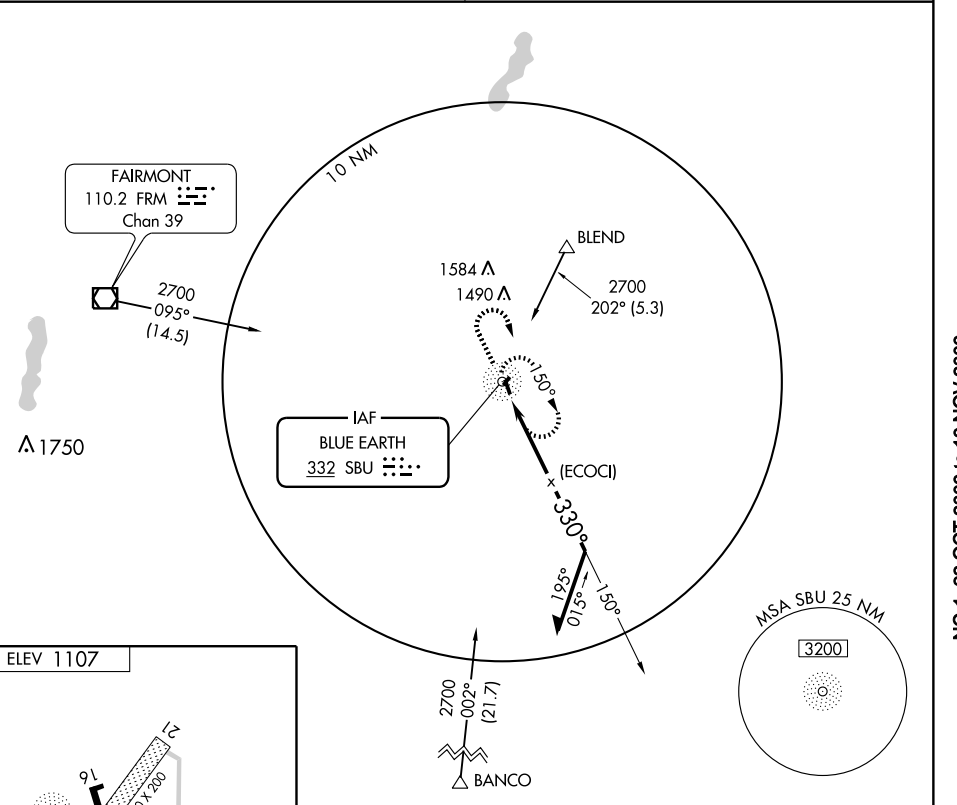 10 NM
FAIRMONT
110.2 FRM
Chan 39
2700
095°
(14.5)
1750
BLEND
1584
1490
2700
202° (5.3)
150°
IAF
BLUE EARTH
332 SBU
(ECOCI)
330°
195°
015°
150°
MSA SBU 25 NM
3200
2700
002°
(21.7)
BANCO
ELEV 1107
21
16
X 200